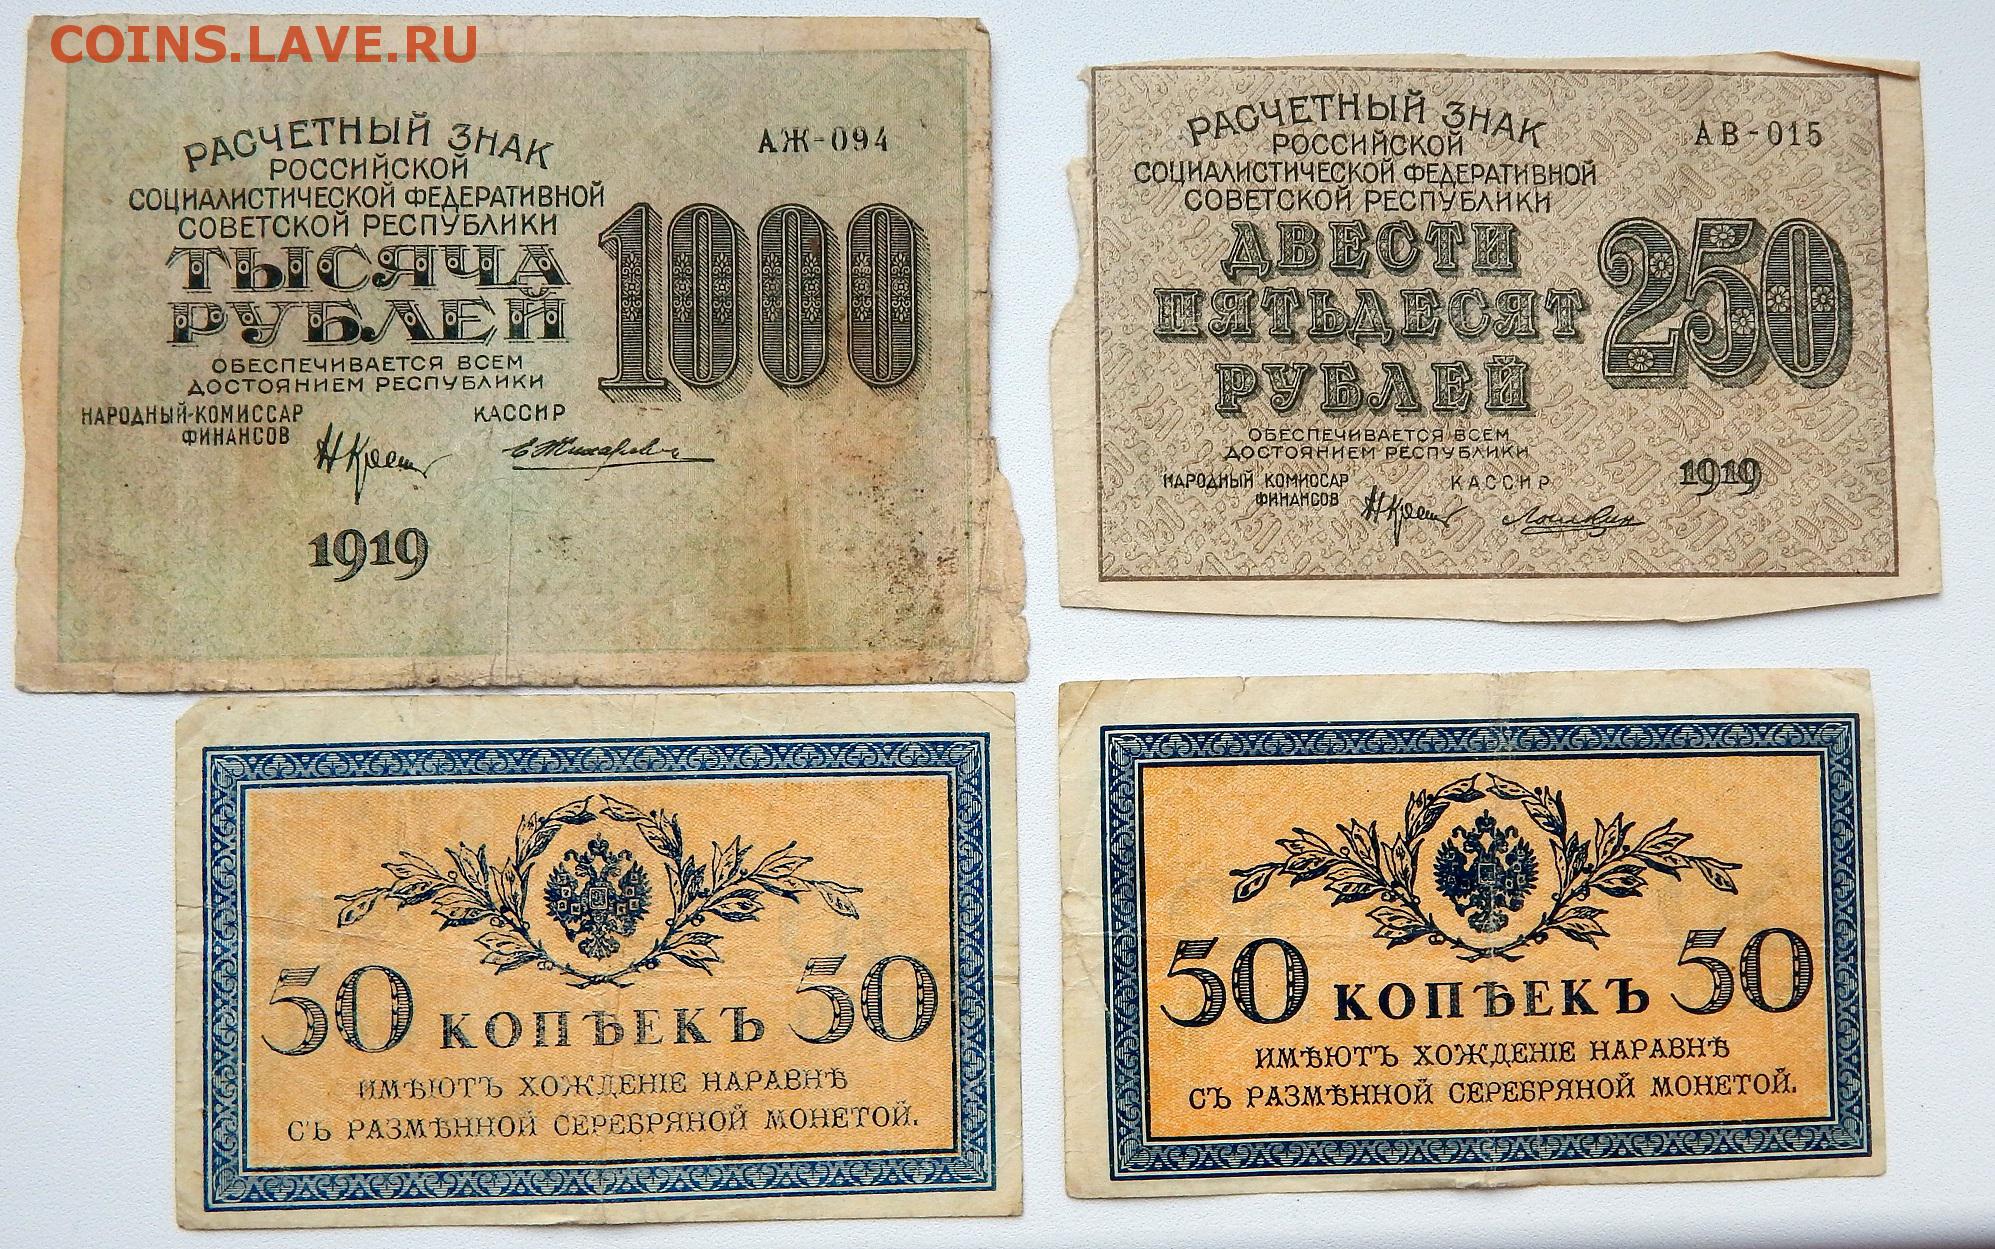 COINS.LAVE.RU
РАСЧЕТНЫЙ ЗНАК
АЖ-094
РОССИЙСКОЙ
СОЦИАЛИСТИЧЕСКОЙ ФЕДЕРАТИВНОЙ
СОВЕТСКОЙ РЕСПУБЛИКИ
ТЫСЯЧА
РУБЛЕЙ
1000
ОБЕСПЕЧИВАЕТСЯ ВСЕМ
ДОСТОЯНИЕМ РЕСПУБЛИКИ
НАРОДНЫЙ-КОМИССАР
ФИНАНСОВ
КАССИР
1919
РАСЧЕТНЫЙ ЗНАК
АВ-015
РОССИЙСКОЙ
СОЦИАЛИСТИЧЕСКОЙ ФЕДЕРАТИВНОЙ
СОВЕТСКОЙ РЕСПУБЛИКИ
ДВЕСТИ
ПЯТЬДЕСЯТ
РУБЛЕЙ
250
ОБЕСПЕЧИВАЕТСЯ ВСЕМ
ДОСТОЯНИЕМ РЕСПУБЛИКИ
НАРОДНЫЙ КОМИССАР
ФИНАНСОВ
КАССИР
1919
50 КОПѢЕКЪ 50
ИМѢЮТЪ ХОЖДЕНІЕ НАРАВНѢ
СЪ РАЗМѢННОЙ СЕРЕБРЯНОЙ МОНЕТОЙ.
50 КОПѢЕКЪ 50
ИМѢЮТЪ ХОЖДЕНІЕ НАРАВНѢ
СЪ РАЗМѢННОЙ СЕРЕБРЯНОЙ МОНЕТОЙ.